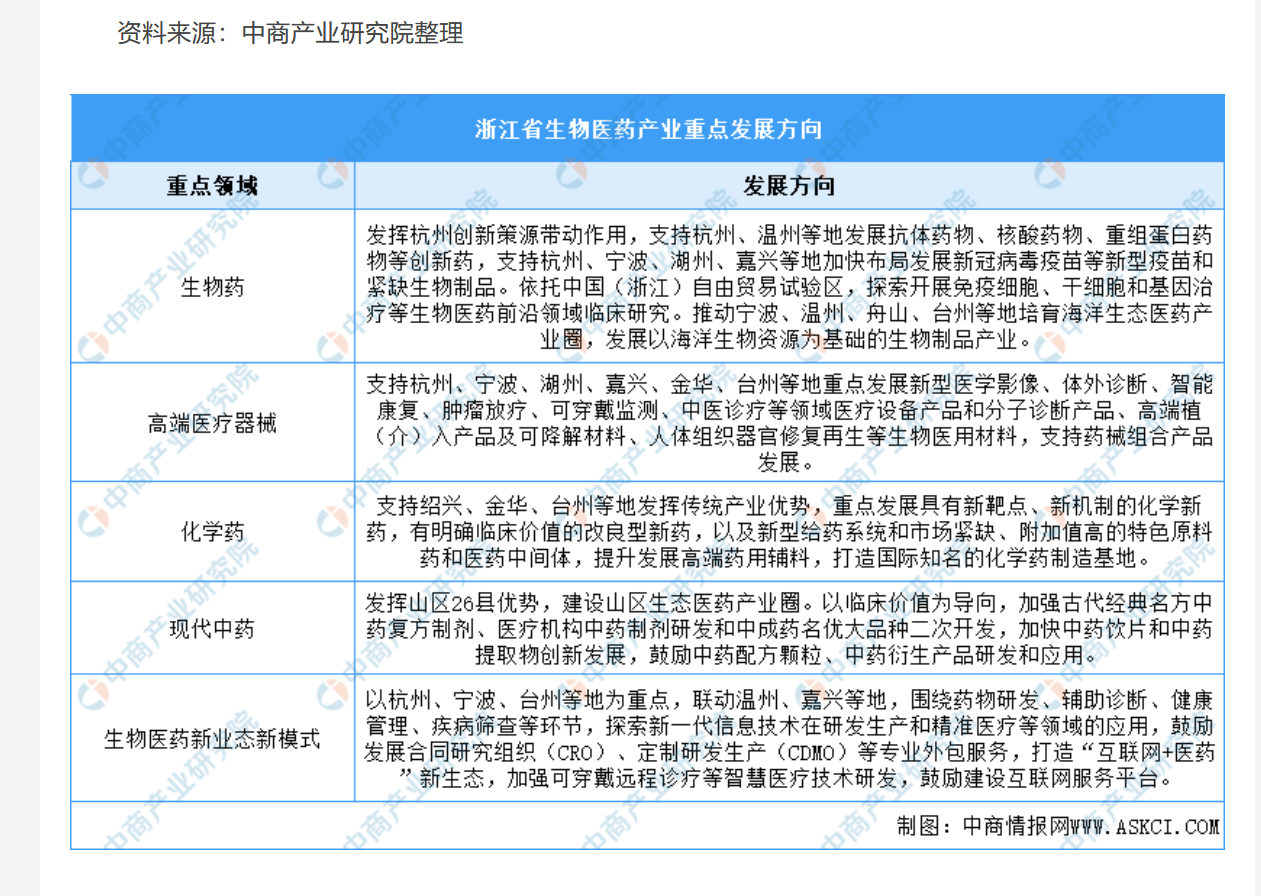 资料来源：中商产业研究院整理
浙江省生物医药产业重点发展方向
重点领域
发展方向
生物药
发挥杭州创新策源带动作用，支持杭州、温州等地发展抗体药物、核酸药物、重组蛋白药
物等创新药，支持杭州、宁波、湖州、嘉兴等地加快布局发展新冠病毒疫苗等新型疫苗和
紧缺生物制品。依托中国（浙江）自由贸易试验区，探索开展免疫细胞、干细胞和基因治
疗等生物医药前沿领域临床研究。推动宁波、温州、舟山、台州等地培育海洋生态医药产
业圈，发展以海洋生物资源为基础的生物制品产业。
高端医疗器械
支持杭州、宁波、湖州、嘉兴、金华、台州等地重点发展新型医学影像、体外诊断、智能
康复、肿瘤放疗、可穿戴监测、中医诊疗等领域医疗设备产品和分子诊断产品、高端植
（介）入产品及可降解材料、人体组织器官修复再生等生物医用材料，支持药械组合产品
发展。
化学药
支持绍兴、金华、台州等地发挥传统产业优势，重点发展具有新靶点、新机制的化学新
药，有明确临床价值的改良型新药，以及新型给药系统和市场紧缺、附加值高的特色原料
药和医药中间体，提升发展高端药用辅料，打造国际知名的化学药制造基地。
现代中药
发挥山区26县优势，建设山区生态医药产业圈。以临床价值为导向，加强古代经典名方中
药复方制剂、医疗机构中药制剂研发和中成药名优大品种二次开发，加快中药饮片和中药
提取物创新发展，鼓励中药配方颗粒、中药衍生产品研发和应用。
生物医药新业态新模式
以杭州、宁波、台州等地为重点，联动温州、嘉兴等地，围绕药物研发、辅助诊断、健康
管理、疾病筛查等环节，探索新一代信息技术在研发生产和精准医疗等领域的应用，鼓励
发展合同研究组织（CRO）、定制研发生产（CDMO）等专业外包服务，打造“互联网+医药
”新生态，加强可穿戴远程诊疗等智慧医疗技术研发，鼓励建设互联网服务平台。
制图：中商情报网WWW.ASKCI.COM